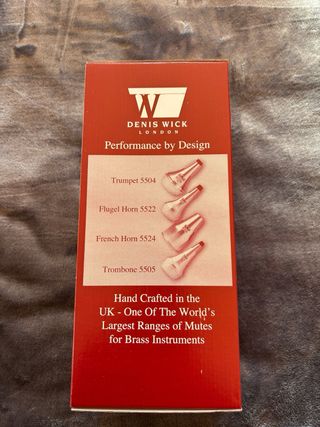 W
DENIS WICK
LONDON
Performance by Design
Trumpet 5504
Flugel Horn 5522
French Horn 5524
Trombone 5505
Hand Crafted in the
UK - One Of The World's
Largest Ranges of Mutes
for Brass Instruments